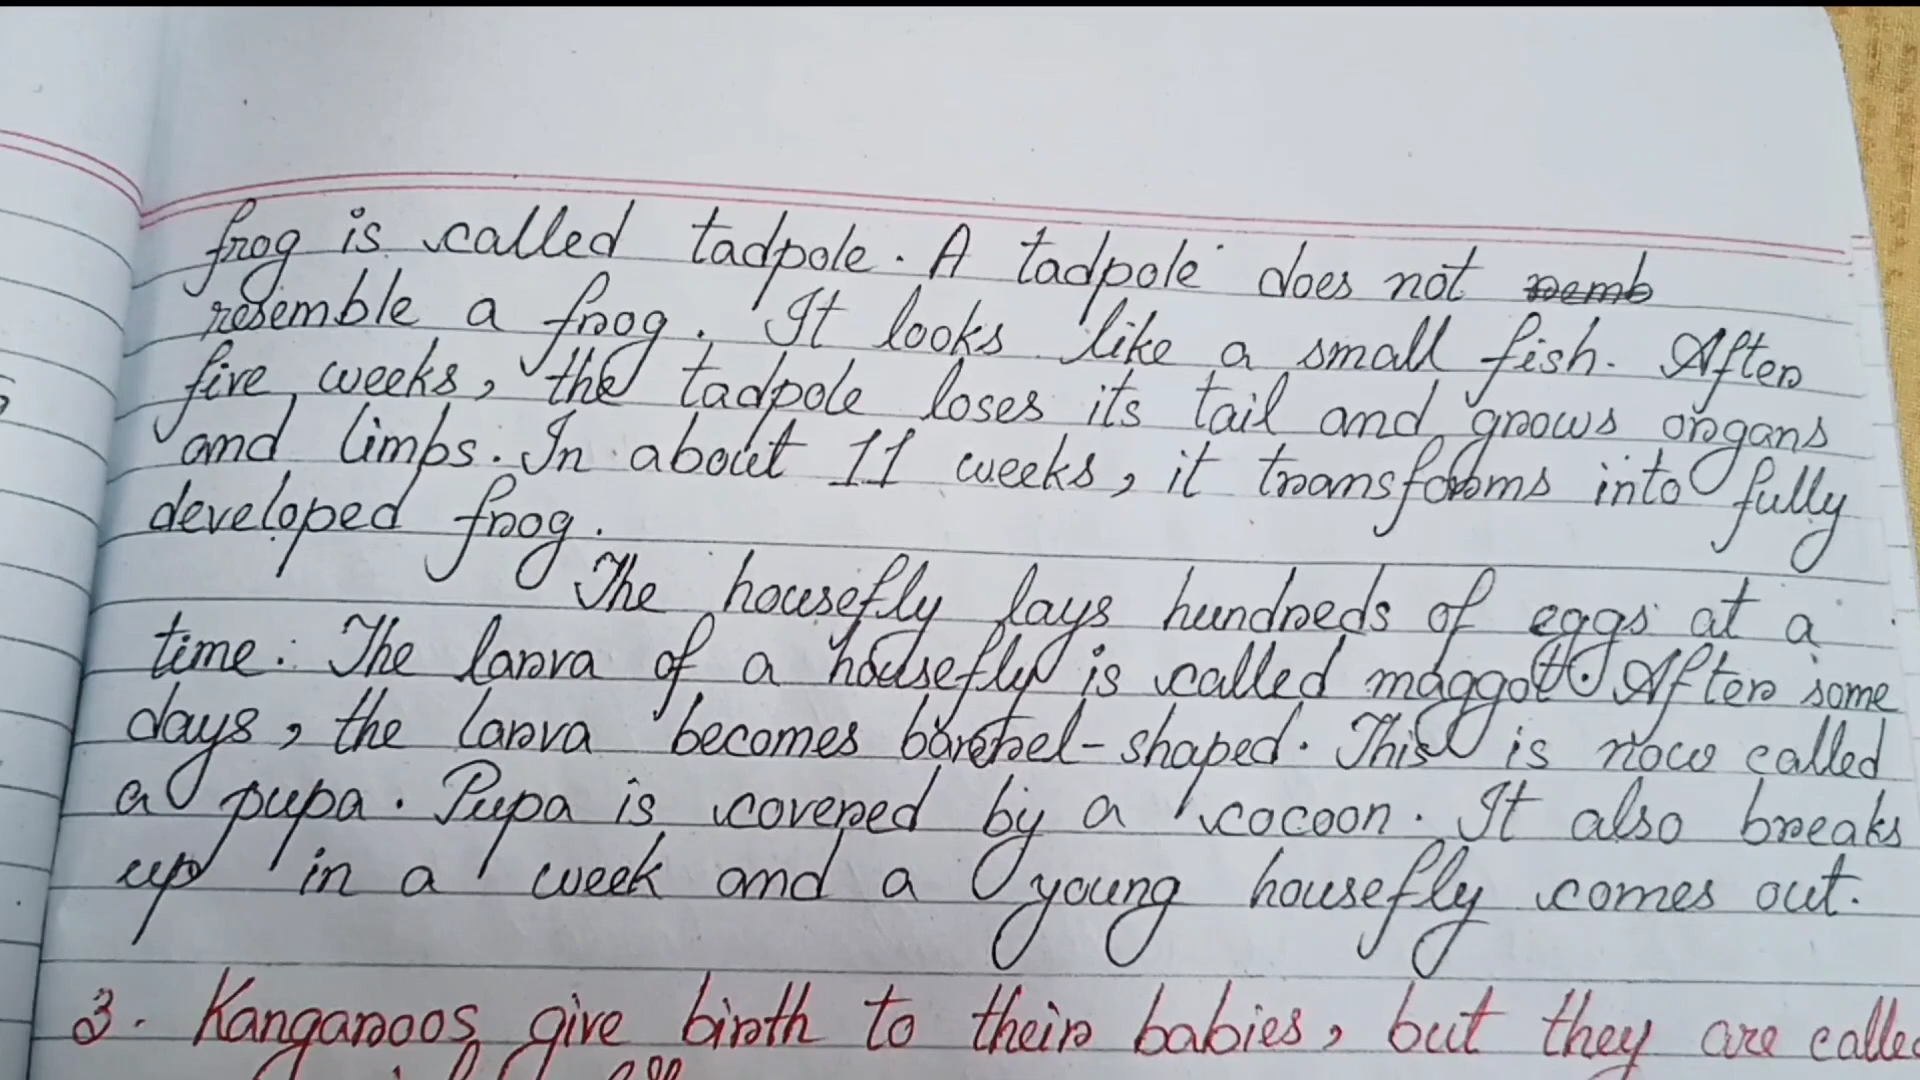 frog is called tadpole. A tadpole does not remb
resemble a frog. It looks like a small fish. After
five weeks, the tadpole loses its tail and grows organs
and limbs. In about 11 weeks, it transforms into fully
developed frog.
The housefly lays hundreds of eggs at a
time. The larva of a housefly is called maggot. After some
days, the larva becomes barrel-shaped. This is now called
a pupa. Pupa is covered by a cocoon. It also breaks
up in a week and a young housefly comes out.
3. Kangaroos give birth to their babies, but they are calle